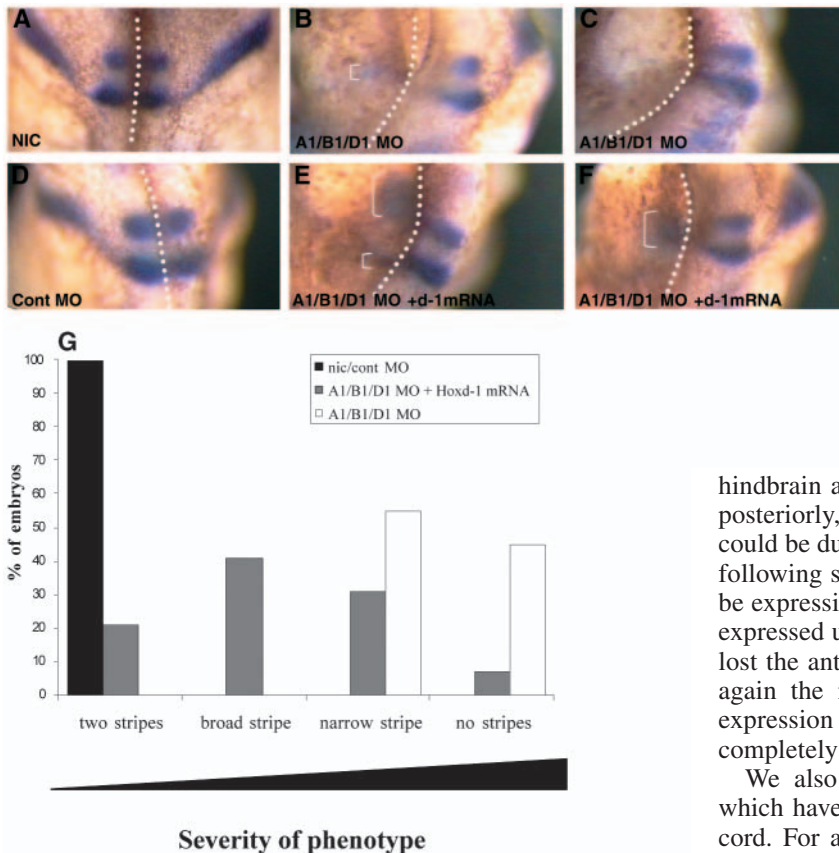 A
B
C
NIC
A1/B1/D1 MO
A1/B1/D1 MO
D
E
F
Cont MO
A1/B1/D1 MO +d-1mRNA
A1/B1/D1 MO +d-1mRNA
G
nic/cont MO
A1/B1/D1 MO + Hoxd-1 mRNA
A1/B1/D1 MO
% of embryos
100
90
80
70
60
50
40
30
20
10
0
two stripes
broad stripe
narrow stripe
no stripes
Severity of phenotype
hindbrain a
posteriorly,
could be du
following s
be expressi
expressed u
lost the ant
again the
expression
completely
We also
which have
cord. For a